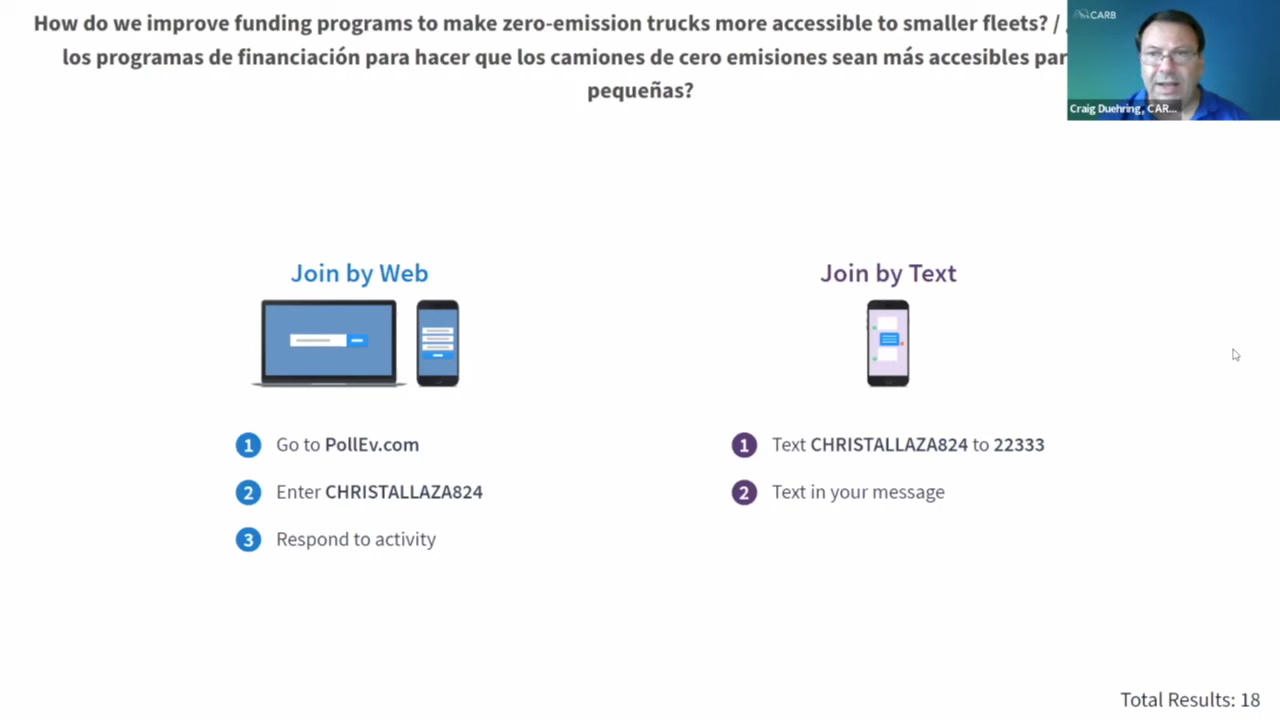 How do we improve funding programs to make zero-emission trucks more accessible to smaller fleets? /
los programas de financiación para hacer que los camiones de cero emisiones sean más accesibles par
pequeñas?
CARB
Craig Duehring, CAR...
Join by Web
Join by Text
1 Go to PollEv.com
2 Enter CHRISTALLAZA824
3 Respond to activity
1 Text CHRISTALLAZA824 to 22333
2 Text in your message
Total Results: 18